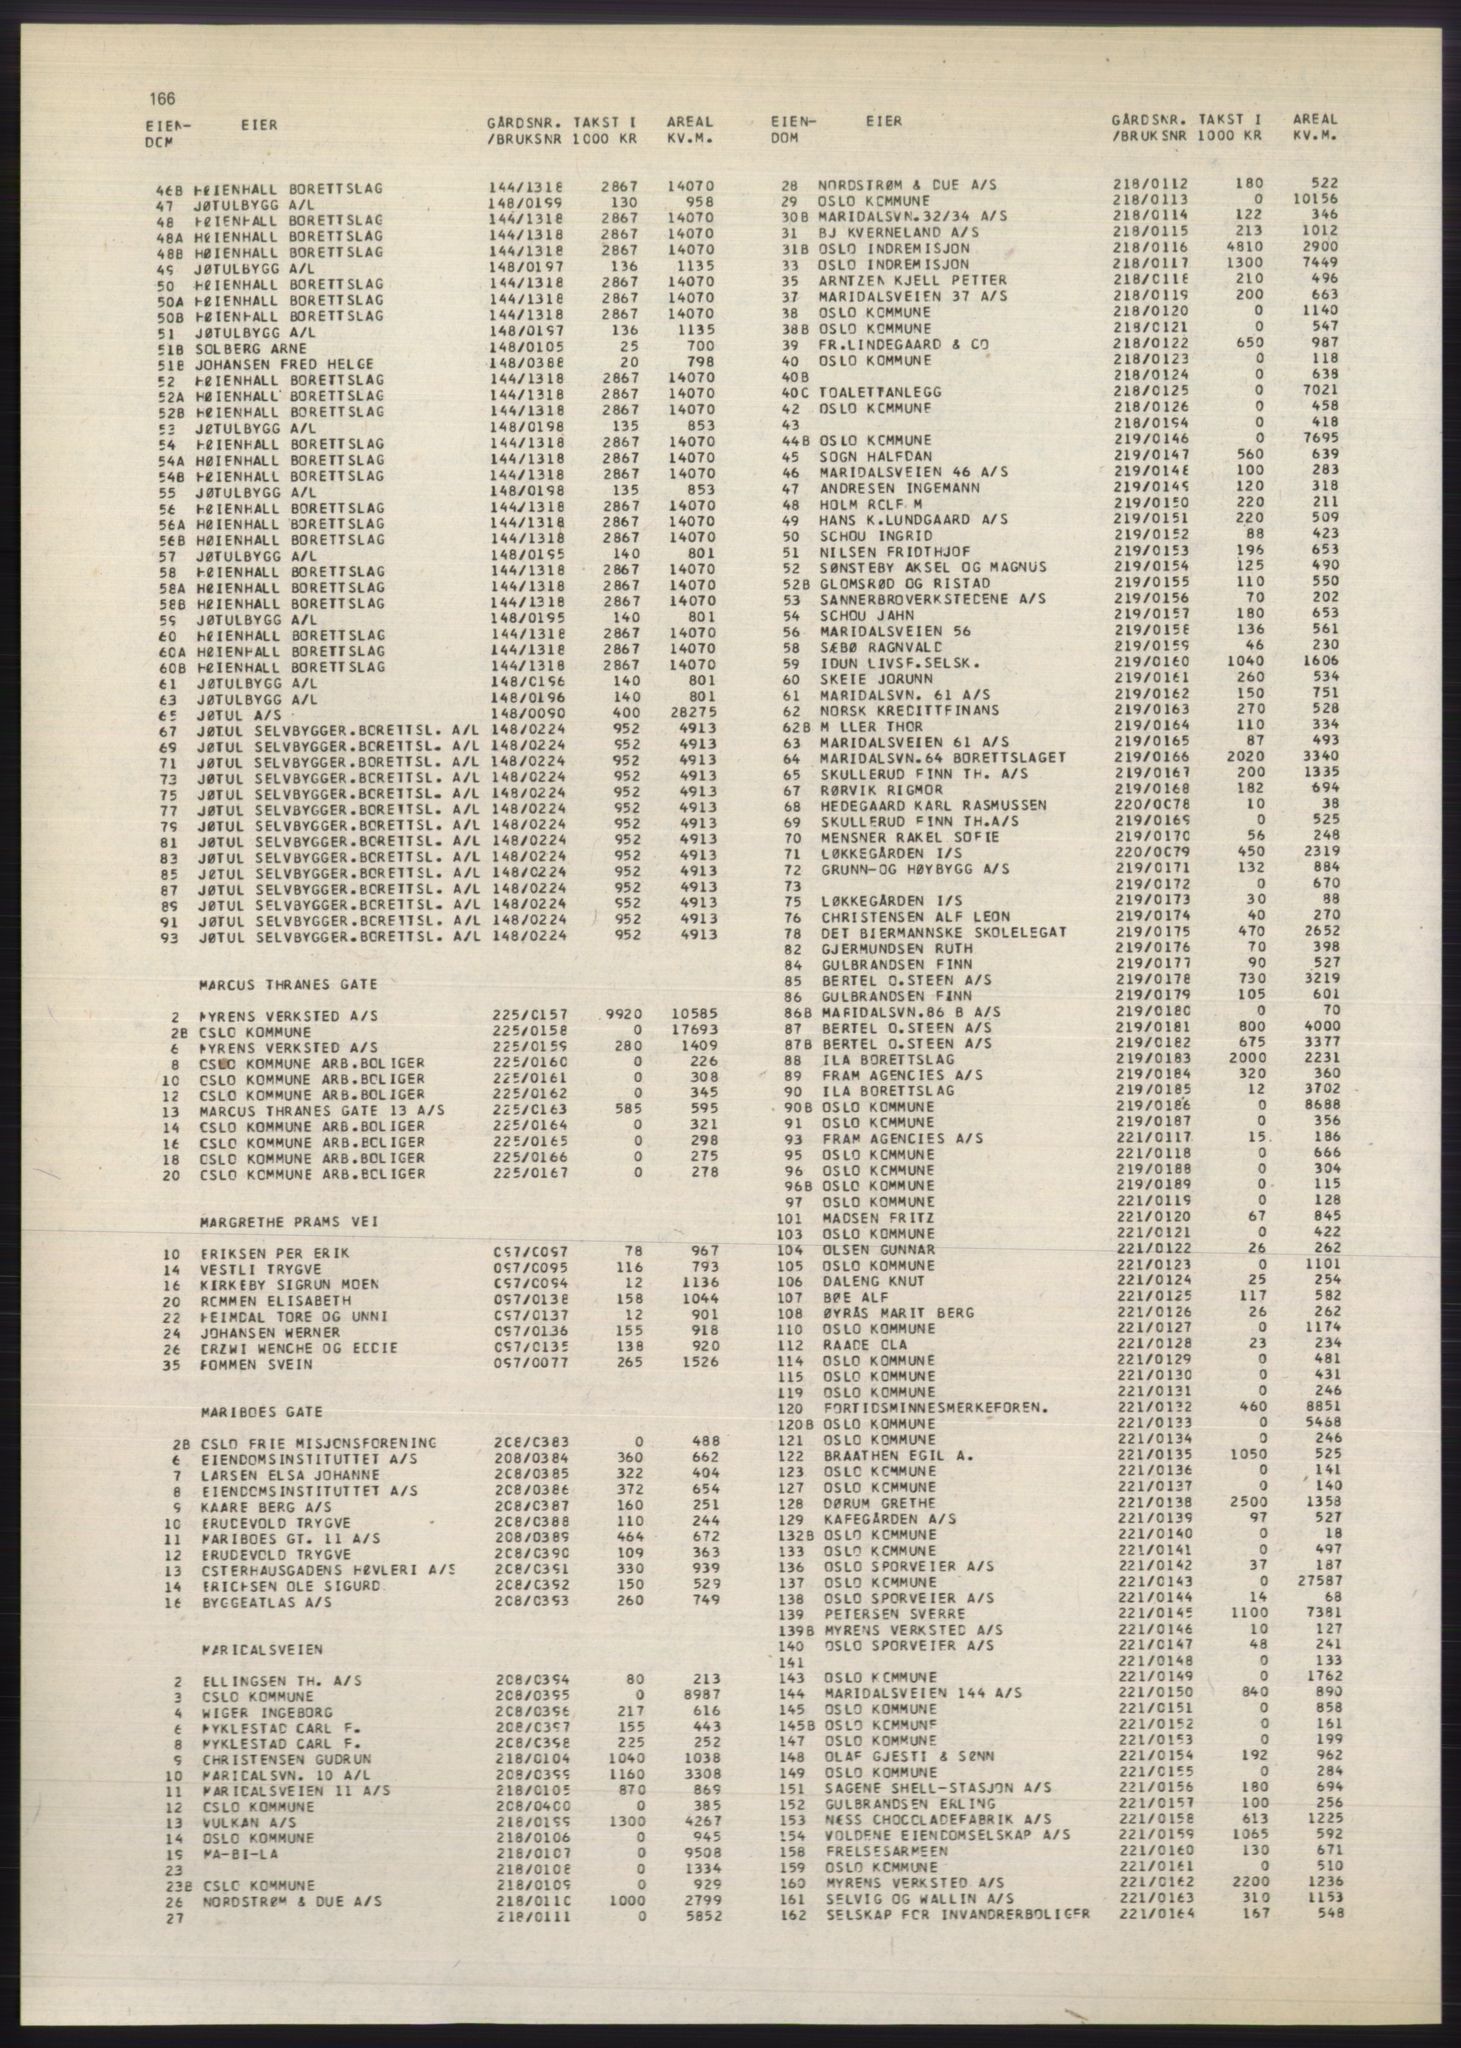 166
EIEN- EIER GÅRDSNR. TAKST I AREAL
DOM /BRUKSNR 1000 KR KV.M.
46B HØIENHALL BORETTSLAG 144/1318 2867 14070
47 JØTULBYGG A/L 148/0199 130 958
48 HØIENHALL BORETTSLAG 144/1318 2867 14070
48A HØIENHALL BORETTSLAG 144/1318 2867 14070
48B HØIENHALL BORETTSLAG 144/1318 2867 14070
49 JØTULBYGG A/L 148/0197 136 1135
50 HØIENHALL BORETTSLAG 144/1318 2867 14070
50A HØIENHALL BORETTSLAG 144/1318 2867 14070
50B HØIENHALL BORETTSLAG 144/1318 2867 14070
51 JØTULBYGG A/L 148/0197 136 1135
51B SOLBERG ARNE 148/0105 25 700
51B JOHANSEN FRED HELGE 148/0388 20 798
52 HØIENHALL BORETTSLAG 144/1318 2867 14070
52A HØIENHALL BORETTSLAG 144/1318 2867 14070
52B HØIENHALL BORETTSLAG 144/1318 2867 14070
53 JØTULBYGG A/L 148/0198 135 853
54 HØIENHALL BORETTSLAG 144/1318 2867 14070
54A HØIENHALL BORETTSLAG 144/1318 2867 14070
54B HØIENHALL BORETTSLAG 144/1318 2867 14070
55 JØTULBYGG A/L 148/0198 135 853
56 HØIENHALL BORETTSLAG 144/1318 2867 14070
56A HØIENHALL BORETTSLAG 144/1318 2867 14070
56B HØIENHALL BORETTSLAG 144/1318 2867 14070
57 JØTULBYGG A/L 148/0195 140 801
58 HØIENHALL BORETTSLAG 144/1318 2867 14070
58A HØIENHALL BORETTSLAG 144/1318 2867 14070
58B HØIENHALL BORETTSLAG 144/1318 2867 14070
59 JØTULBYGG A/L 148/0195 140 801
60 HØIENHALL BORETTSLAG 144/1318 2867 14070
60A HØIENHALL BORETTSLAG 144/1318 2867 14070
60B HØIENHALL BORETTSLAG 144/1318 2867 14070
61 JØTULBYGG A/L 148/0196 140 801
63 JØTULBYGG A/L 148/0196 140 801
65 JØTUL A/S 148/0090 400 28275
67 JØTUL SELVBYGGER.BORETTSL. A/L 148/0224 952 4913
69 JØTUL SELVBYGGER.BORETTSL. A/L 148/0224 952 4913
71 JØTUL SELVBYGGER.BORETTSL. A/L 148/0224 952 4913
73 JØTUL SELVBYGGER.BORETTSL. A/L 148/0224 952 4913
75 JØTUL SELVBYGGER.BORETTSL. A/L 148/0224 952 4913
77 JØTUL SELVBYGGER.BORETTSL. A/L 148/0224 952 4913
79 JØTUL SELVBYGGER.BORETTSL. A/L 148/0224 952 4913
81 JØTUL SELVBYGGER.BORETTSL. A/L 148/0224 952 4913
83 JØTUL SELVBYGGER.BORETTSL. A/L 148/0224 952 4913
85 JØTUL SELVBYGGER.BORETTSL. A/L 148/0224 952 4913
87 JØTUL SELVBYGGER.BORETTSL. A/L 148/0224 952 4913
89 JØTUL SELVBYGGER.BORETTSL. A/L 148/0224 952 4913
91 JØTUL SELVBYGGER.BORETTSL. A/L 148/0224 952 4913
93 JØTUL SELVBYGGER.BORETTSL. A/L 148/0224 952 4913
MARCUS THRANES GATE
2 MYRENS VERKSTED A/S 225/0157 9920 10585
2B OSLO KOMMUNE 225/0158 0 17693
6 MYRENS VERKSTED A/S 225/0159 280 1409
8 OSLO KOMMUNE ARB.BOLIGER 225/0160 0 226
10 OSLO KOMMUNE ARB.BOLIGER 225/0161 0 308
12 OSLO KOMMUNE ARB.BOLIGER 225/0162 0 345
13 MARCUS THRANES GATE 13 A/S 225/0163 585 595
14 OSLO KOMMUNE ARB.BOLIGER 225/0164 0 321
16 OSLO KOMMUNE ARB.BOLIGER 225/0165 0 298
18 OSLO KOMMUNE ARB.BOLIGER 225/0166 0 275
20 OSLO KOMMUNE ARB.BOLIGER 225/0167 0 278
MARGRETHE PRAMS VEI
10 ERIKSEN PER ERIK 097/0097 78 967
14 VESTLI TRYGVE 097/0095 116 793
16 KIRKEBY SIGRUN MOEN 097/0094 12 1136
20 ROMMEN ELISABETH 097/0138 158 1044
22 HEIMDAL TORE OG UNNI 097/0137 12 901
24 JOHANSEN WERNER 097/0136 155 918
26 DRZWI WENCHE OG EDDIE 097/0135 138 920
35 ROMMEN SVEIN 097/0077 265 1526
MARIBOES GATE
2B OSLO FRIE MISJONSFORENING 208/0383 0 488
6 EIENDOMSINSTITUTTET A/S 208/0384 360 662
7 LARSEN ELSA JOHANNE 208/0385 322 404
8 EIENDOMSINSTITUTTET A/S 208/0386 372 654
9 KAARE BERG A/S 208/0387 160 251
10 BRUDEVOLD TRYGVE 208/0388 110 244
11 MARIBOES GT. 11 A/S 208/0389 464 672
12 BRUDEVOLD TRYGVE 208/0390 109 363
13 OSTERHAUSGADENS HØVLERI A/S 208/0391 330 939
14 ERICHSEN OLE SIGURD 208/0392 150 529
16 BYGGEATLAS A/S 208/0393 260 749
MARIDALSVEIEN
2 ELLINGSEN TH. A/S 208/0394 80 213
3 OSLO KOMMUNE 208/0395 0 8987
4 WIGER INGEBORG 208/0396 217 616
6 MYKLESTAD CARL F. 208/0397 155 443
8 MYKLESTAD CARL F. 208/0398 225 252
9 CHRISTENSEN GUDRUN 218/0104 1040 1038
10 MARIDALSVN. 10 A/L 208/0399 1160 3308
11 MARIDALSVEIEN 11 A/S 218/0105 870 869
12 OSLO KOMMUNE 208/0400 0 385
13 VULKAN A/S 218/0199 1300 4267
14 OSLO KOMMUNE 218/0106 0 945
19 MA-BI-LA 218/0107 0 9508
23 218/0108 0 1334
23B OSLO KOMMUNE 218/0109 0 929
26 NORDSTRØM & DUE A/S 218/0110 1000 2799
27 218/0111 0 5852
EIEN- EIER GÅRDSNR. TAKST I AREAL
DOM /BRUKSNR 1000 KR KV.M.
28 NORDSTRØM & DUE A/S 218/0112 180 522
29 OSLO KOMMUNE 218/0113 0 10156
30B MARIDALSVN.32/34 A/S 218/0114 122 346
31 BJ KVERNELAND A/S 218/0115 213 1012
31B OSLO INDREMISJON 218/0116 4810 2900
33 OSLO INDREMISJON 218/0117 1300 7449
35 ARNTZEN KJELL PETTER 218/0118 210 496
37 MARIDALSVEIEN 37 A/S 218/0119 200 663
38 OSLO KOMMUNE 218/0120 0 1140
38B OSLO KOMMUNE 218/0121 0 547
39 FR.LINDEGAARD & CO 218/0122 650 987
40 OSLO KOMMUNE 218/0123 0 118
40B 218/0124 0 638
40C TOALETTANLEGG 218/0125 0 7021
42 OSLO KOMMUNE 218/0126 0 458
43 218/0194 0 418
44B OSLO KOMMUNE 219/0146 0 7695
45 SOGN HALFDAN 219/0147 560 639
46 MARIDALSVEIEN 46 A/S 219/0148 100 283
47 ANDRESEN INGEMANN 219/0149 120 318
48 HOLM ROLF M 219/0150 220 211
49 HANS K.LUNDGAARD A/S 219/0151 220 509
50 SCHOU INGRID 219/0152 88 423
51 NILSEN FRIDTHJOF 219/0153 196 653
52 SØNSTEBY AKSEL OG MAGNUS 219/0154 125 490
52B GLOMSRØD OG RISTAD 219/0155 110 550
53 SANNERBROVERKSTEDENE A/S 219/0156 70 202
54 SCHOU JAHN 219/0157 180 653
56 MARIDALSVEIEN 56 219/0158 136 561
58 SÆBØ RAGNVALD 219/0159 46 230
59 IDUN LIVSF.SELSK. 219/0160 1040 1606
60 SKEIE JORUNN 219/0161 260 534
61 MARIDALSVN. 61 A/S 219/0162 150 751
62 NORSK KREDITTFINANS 219/0163 270 528
62B M LLER THOR 219/0164 110 334
63 MARIDALSVEIEN 61 A/S 219/0165 87 493
64 MARIDALSVN.64 BORETTSLAGET 219/0166 2020 3340
65 SKULLERUD FINN TH. A/S 219/0167 200 1335
67 RØRVIK RIGMOR 219/0168 182 694
68 HEDEGAARD KARL RASMUSSEN 220/0078 10 38
69 SKULLERUD FINN TH.A/S 219/0169 0 525
70 MENSNER RAKEL SOFIE 219/0170 56 248
71 LØKKEGÅRDEN I/S 220/0079 450 2319
72 GRUNN-OG HØYBYGG A/S 219/0171 132 884
73 219/0172 0 670
75 LØKKEGÅRDEN I/S 219/0173 30 88
76 CHRISTENSEN ALF LEON 219/0174 40 270
78 DET BIERMANNSKE SKOLELEGAT 219/0175 470 2652
82 GJERMUNDSEN RUTH 219/0176 70 398
84 GULBRANDSEN FINN 219/0177 90 527
85 BERTEL O.STEEN A/S 219/0178 730 3219
86 GULBRANDSEN FINN 219/0179 105 601
86B MARIDALSVN.86 B A/S 219/0180 0 70
87 BERTEL O.STEEN A/S 219/0181 800 4000
87B BERTEL O.STEEN A/S 219/0182 675 3377
88 ILA BORETTSLAG 219/0183 2000 2231
89 FRAM AGENCIES A/S 219/0184 320 360
90 ILA BORETTSLAG 219/0185 12 3702
90B OSLO KOMMUNE 219/0186 0 8688
91 OSLO KOMMUNE 219/0187 0 356
93 FRAM AGENCIES A/S 221/0117 15 186
95 OSLO KOMMUNE 221/0118 0 666
96 OSLO KOMMUNE 219/0188 0 304
96B OSLO KOMMUNE 219/0189 0 115
97 OSLO KOMMUNE 221/0119 0 128
101 MADSEN FRITZ 221/0120 67 845
103 OSLO KOMMUNE 221/0121 0 422
104 OLSEN GUNNAR 221/0122 26 262
105 OSLO KOMMUNE 221/0123 0 1101
106 DALENG KNUT 221/0124 25 254
107 BØE ALF 221/0125 117 582
108 ØYRÅS MARIT BERG 221/0126 26 262
110 OSLO KOMMUNE 221/0127 0 1174
112 RAADE OLA 221/0128 23 234
114 OSLO KOMMUNE 221/0129 0 481
115 OSLO KOMMUNE 221/0130 0 431
119 OSLO KOMMUNE 221/0131 0 246
120 FORTIDSMINNESMERKEFOREN. 221/0132 460 8851
120B OSLO KOMMUNE 221/0133 0 5468
121 OSLO KOMMUNE 221/0134 0 246
122 BRAATHEN EGIL A. 221/0135 1050 525
123 OSLO KOMMUNE 221/0136 0 141
127 OSLO KOMMUNE 221/0137 0 140
128 DØRUM GRETHE 221/0138 2500 1358
129 KAFEGÅRDEN A/S 221/0139 97 527
132B OSLO KOMMUNE 221/0140 0 18
133 OSLO KOMMUNE 221/0141 0 497
136 OSLO SPORVEIER A/S 221/0142 37 187
137 OSLO KOMMUNE 221/0143 0 27587
138 OSLO SPORVEIER A/S 221/0144 14 68
139 PETERSEN SVERRE 221/0145 1100 7381
139B MYRENS VERKSTED A/S 221/0146 10 127
140 OSLO SPORVEIER A/S 221/0147 48 241
141 221/0148 0 133
143 OSLO KOMMUNE 221/0149 0 1762
144 MARIDALSVEIEN 144 A/S 221/0150 840 890
145 OSLO KOMMUNE 221/0151 0 858
145B OSLO KOMMUNE 221/0152 0 161
147 OSLO KOMMUNE 221/0153 0 199
148 OLAF GJESTI & SØNN 221/0154 192 962
149 OSLO KOMMUNE 221/0155 0 284
151 SAGENE SHELL-STASJON A/S 221/0156 180 694
152 GULBRANDSEN ERLING 221/0157 100 256
153 NESS CHOCOLADEFABRIK A/S 221/0158 613 1225
154 VOLDENE EIENDOMSELSKAP A/S 221/0159 1065 592
158 FRELSESARMEEN 221/0160 130 671
159 OSLO KOMMUNE 221/0161 0 510
160 MYRENS VERKSTED A/S 221/0162 2200 1236
161 SELVIG OG WALLIN A/S 221/0163 310 1153
162 SELSKAP FOR INVANDRERBOLIGER 221/0164 167 548